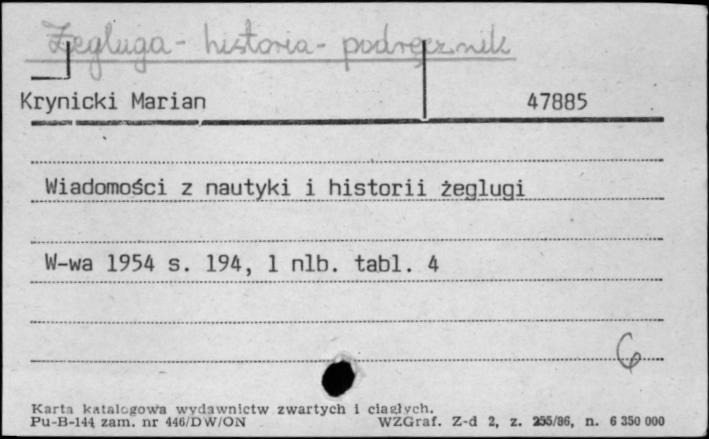 Żegluga - historia - podręcznik
Krynicki Marian 47885
Wiadomości z nautyki i historii żeglugi
W-wa 1954 s. 194, 1 nlb. tabl. 4
6
Karta katalogowa wydawnictw zwartych i ciągłych.
Pu-B-144 zam. nr 446/DW/ON WZGraf. Z-d 2, z. 255/86, n. 6 350 000